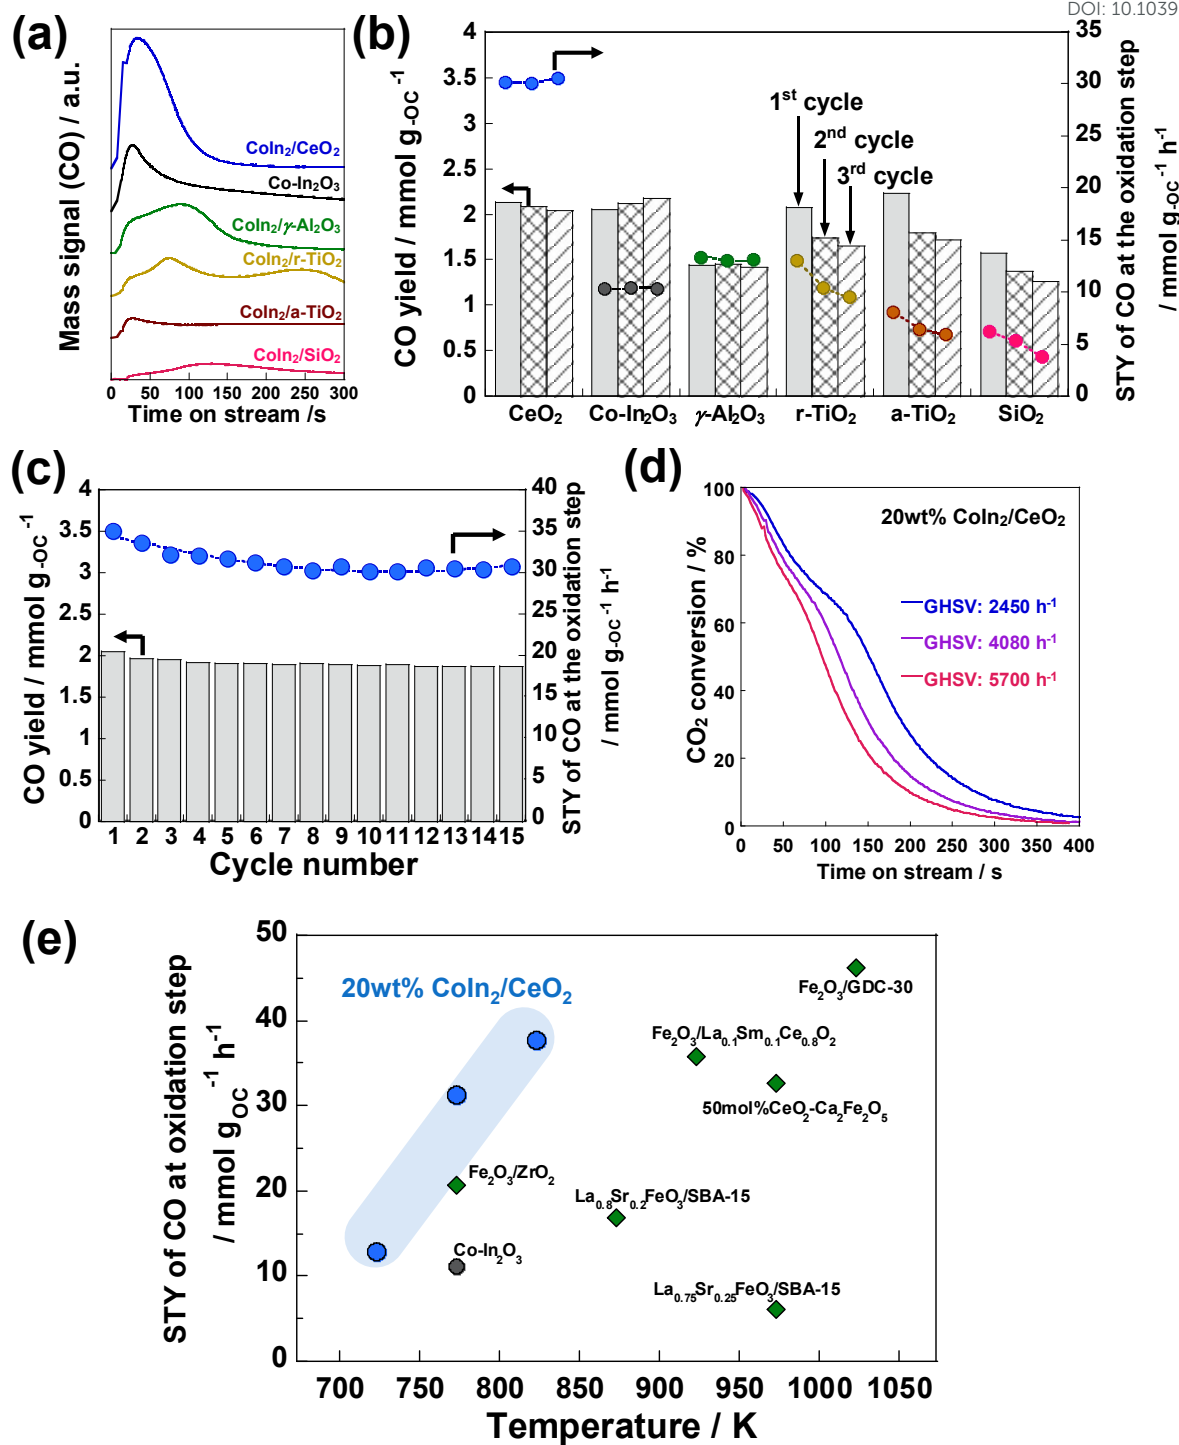 DOI: 10.1039
(a)
Mass signal (CO) / a.u.
CoIn₂/CeO₂
Co-In₂O₃
CoIn₂/γ-Al₂O₃
CoIn₂/r-TiO₂
CoIn₂/a-TiO₂
CoIn₂/SiO₂
0 50 100 150 200 250 300
Time on stream /s
(b)
CO yield / mmol g-OC⁻¹
4
3.5
3
2.5
2
1.5
1
0.5
0
1st cycle
2nd cycle
3rd cycle
CeO₂ Co-In₂O₃ γ-Al₂O₃ r-TiO₂ a-TiO₂ SiO₂
35
30
25
20
15
10
5
0
STY of CO at the oxidation step
/ mmol g-OC⁻¹ h⁻¹
(c)
CO yield / mmol g-OC⁻¹
4
3.5
3
2.5
2
1.5
1
0.5
0
1 2 3 4 5 6 7 8 9 10 11 12 13 14 15
Cycle number
40
35
30
25
20
15
10
5
0
STY of CO at the oxidation step
/ mmol g-OC⁻¹ h⁻¹
(d)
CO₂ conversion / %
100
80
60
40
20
0
20wt% CoIn₂/CeO₂
GHSV: 2450 h⁻¹
GHSV: 4080 h⁻¹
GHSV: 5700 h⁻¹
0 50 100 150 200 250 300 350 400
Time on stream / s
(e)
STY of CO at oxidation step
/ mmol gOC⁻¹ h⁻¹
50
40
30
20
10
0
20wt% CoIn₂/CeO₂
Fe₂O₃/GDC-30
Fe₂O₃/La₀.₁Sm₀.₁Ce₀.₈O₂
50mol%CeO₂-Ca₂Fe₂O₅
Fe₂O₃/ZrO₂
La₀.₈Sr₀.₂FeO₃/SBA-15
Co-In₂O₃
La₀.₇₅Sr₀.₂₅FeO₃/SBA-15
700 750 800 850 900 950 1000 1050
Temperature / K